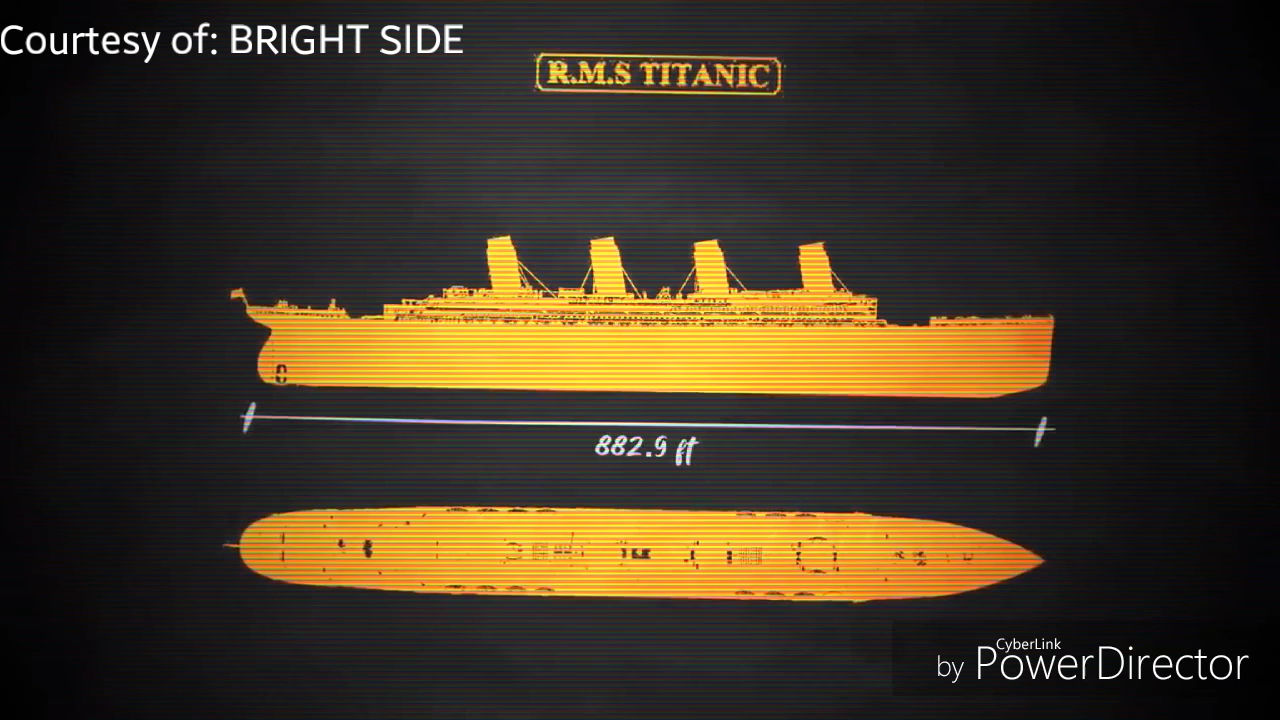 Courtesy of: BRIGHT SIDE
R.M.S TITANIC
882.9 ft
CyberLink
by PowerDirector